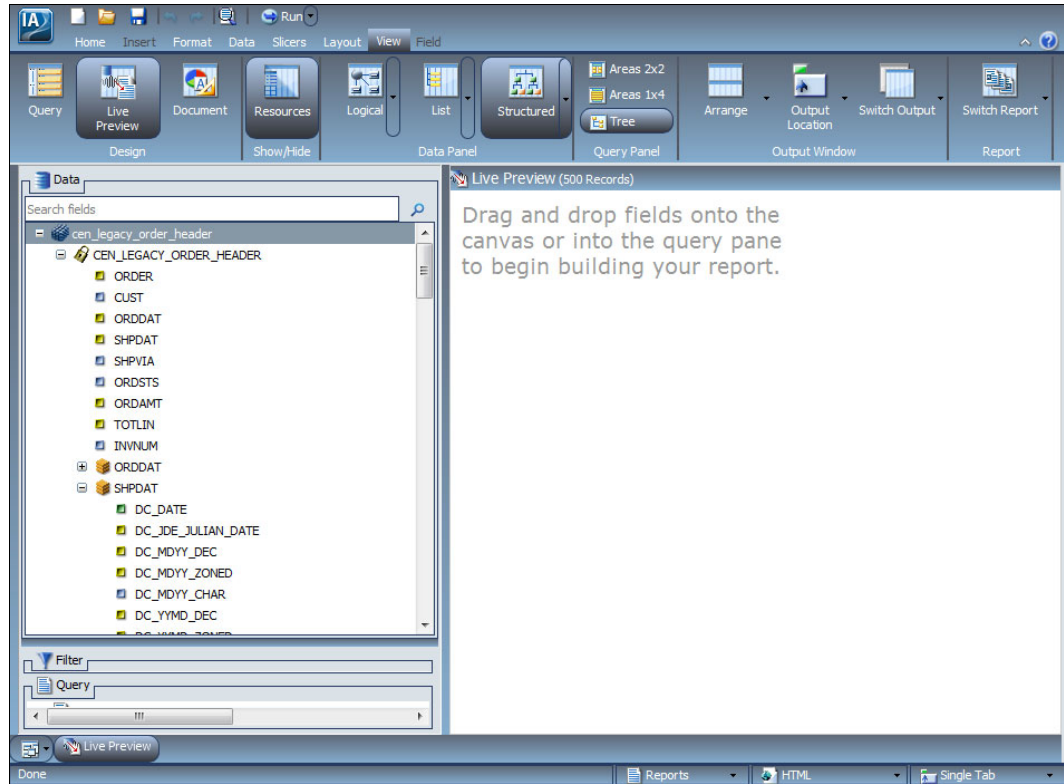 IA
Run
Home Insert Format Data Slicers Layout View Field
Query Live Preview Document Resources Logical List Structured Areas 2x2 Areas 1x4 Tree Arrange Output Location Switch Output Switch Report
Design Show/Hide Data Panel Query Panel Output Window Report
Data
Search fields
cen_legacy_order_header
CEN_LEGACY_ORDER_HEADER
ORDER
CUST
ORDDAT
SHPDAT
SHPVIA
ORDSTS
ORDAMT
TOTLIN
INVNUM
ORDDAT
SHPDAT
DC_DATE
DC_JDE_JULIAN_DATE
DC_MDYY_DEC
DC_MDYY_ZONED
DC_MDYY_CHAR
DC_YYMD_DEC
Filter
Query
Live Preview (500 Records)
Drag and drop fields onto the
canvas or into the query pane
to begin building your report.
Live Preview
Done Reports HTML Single Tab